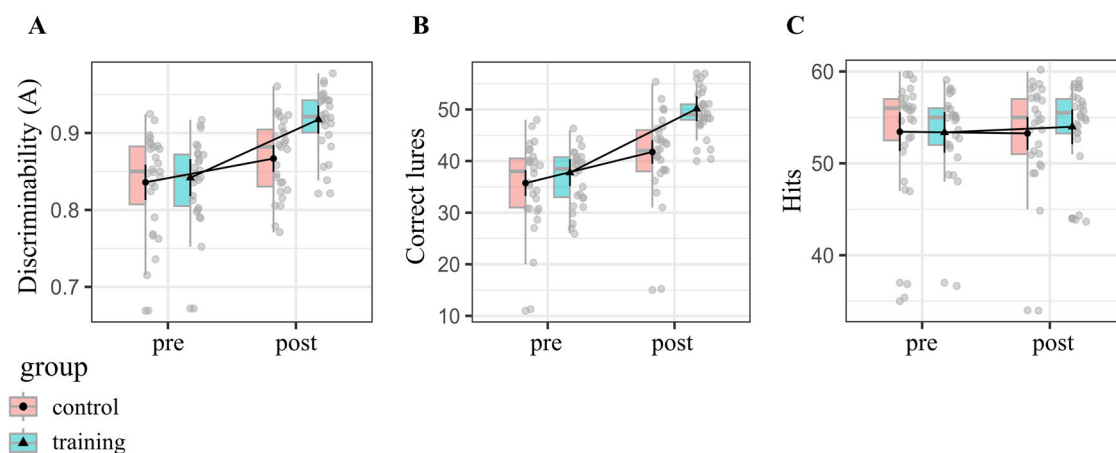 A
Discriminability (A)
0.9
0.8
0.7
pre post
B
Correct lures
50
40
30
20
10
pre post
C
Hits
60
50
40
pre post
group
control
training